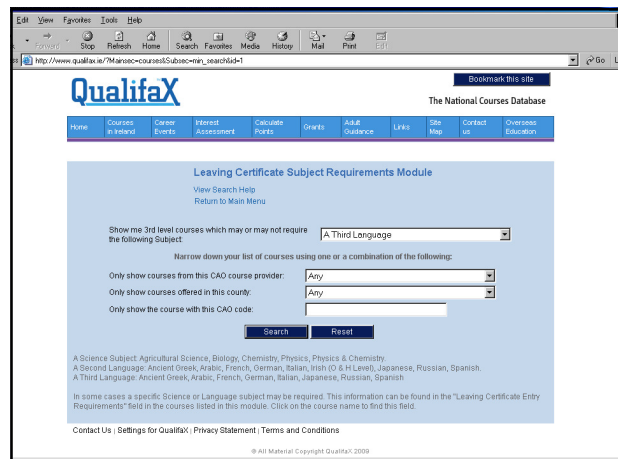 Edit View Favorites Tools Help
Forward Stop Refresh Home Search Favorites Media History Mail Print Edit
ss http://www.qualifax.ie/?Mainsec=courses&Subsec=min_search&id=1 Go
Bookmark this site
QualifaX
The National Courses Database
Home Courses in Ireland Career Events Interest Assessment Calculate Points Grants Adult Guidance Links Site Map Contact us Overseas Education
Leaving Certificate Subject Requirements Module
View Search Help
Return to Main Menu
Show me 3rd level courses which may or may not require
the following Subject:
A Third Language
Narrow down your list of courses using one or a combination of the following:
Only show courses from this CAO course provider: Any
Only show courses offered in this county: Any
Only show the course with this CAO code:
Search Reset
A Science Subject: Agricultural Science, Biology, Chemistry, Physics, Physics & Chemistry.
A Second Language: Ancient Greek, Arabic, French, German, Italian, Irish (O & H Level), Japanese, Russian, Spanish.
A Third Language: Ancient Greek, Arabic, French, German, Italian, Japanese, Russian, Spanish
In some cases a specific Science or Language subject may be required. This information can be found in the "Leaving Certificate Entry
Requirements" field in the courses listed in this module. Click on the course name to find this field.
Contact Us | Settings for QualifaX | Privacy Statement | Terms and Conditions
© All Material Copyright QualifaX 2009